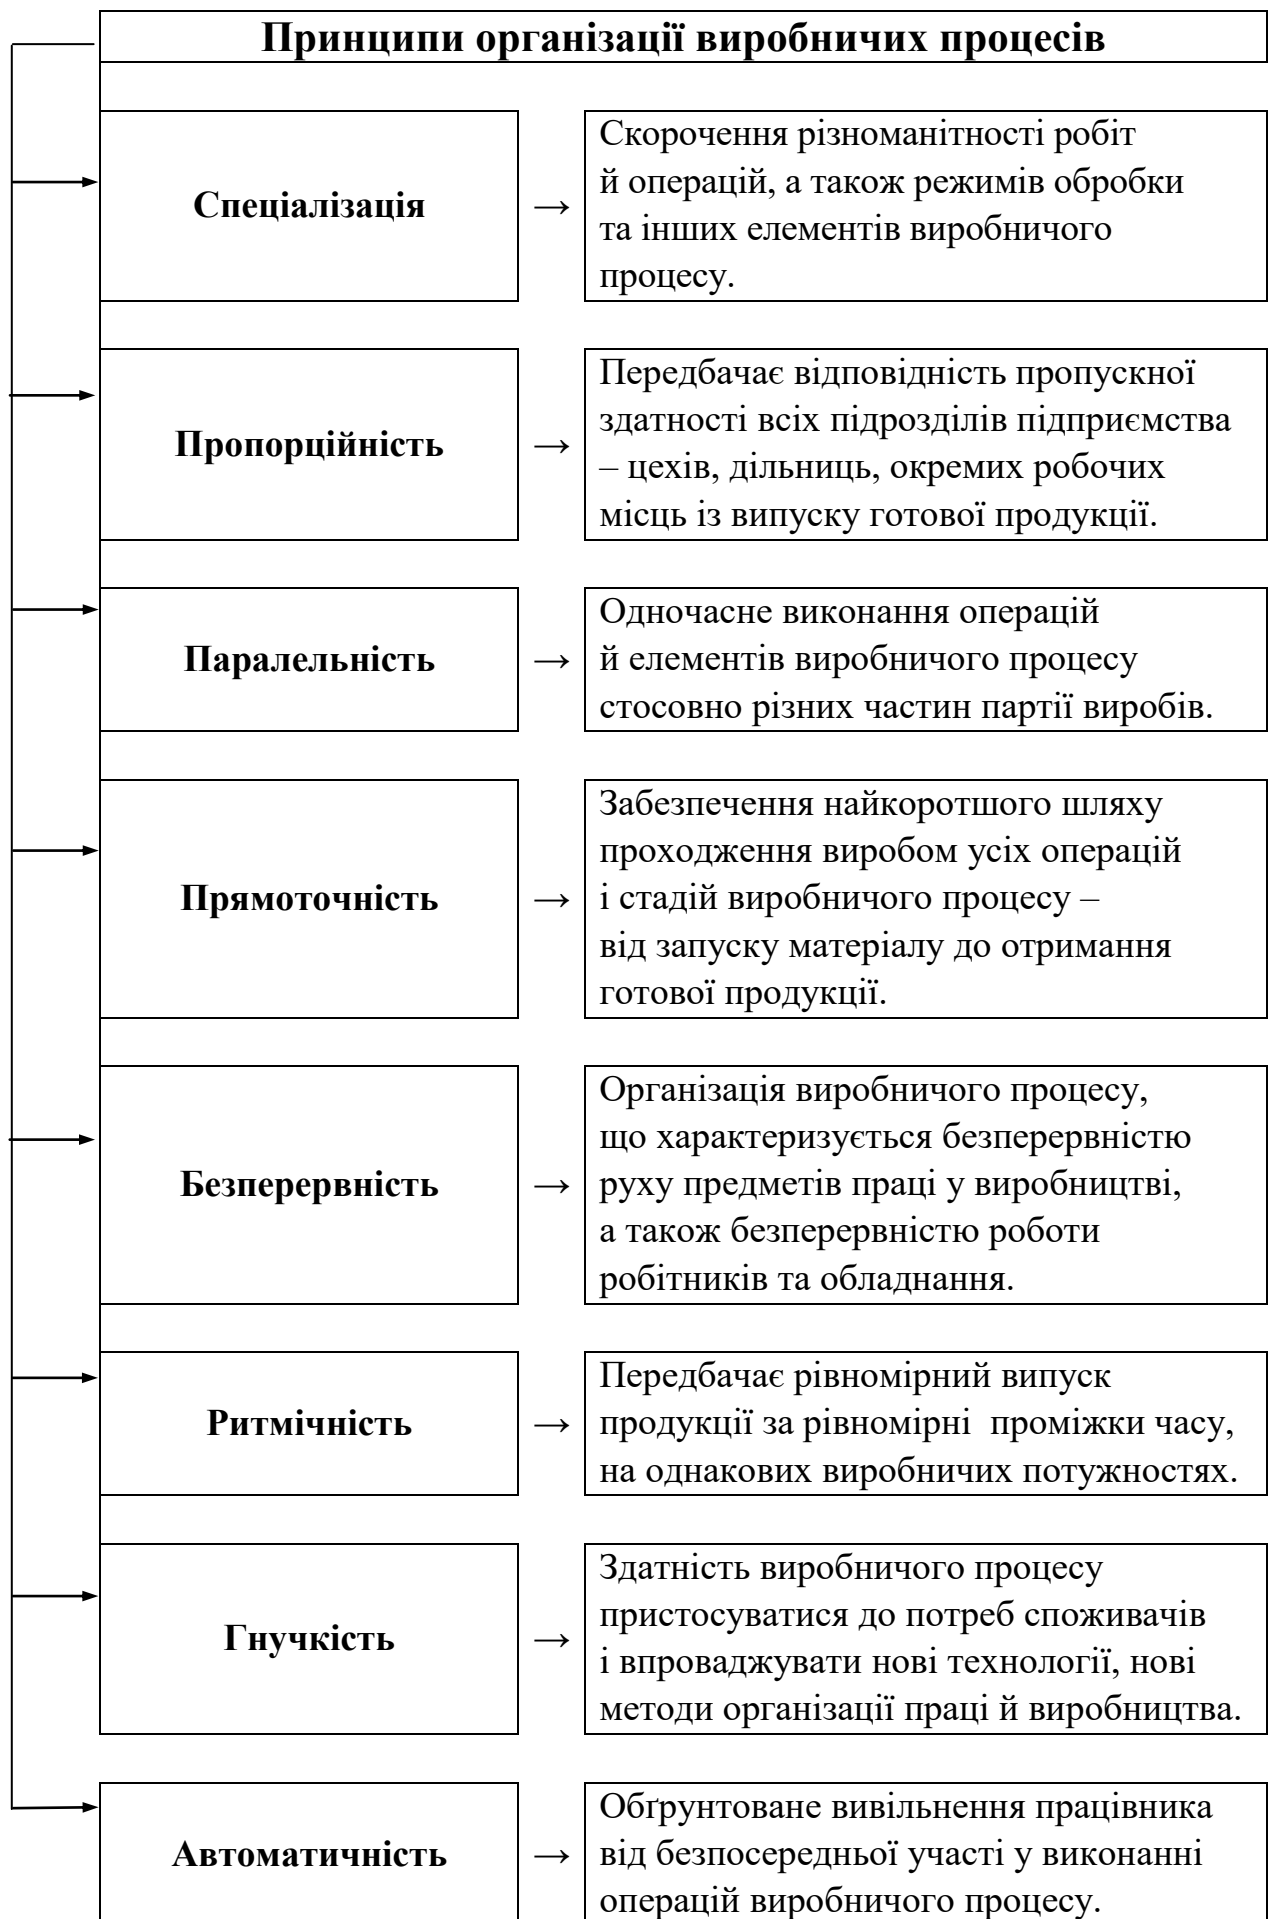 Принципи організації виробничих процесів
Спеціалізація
→
Скорочення різноманітності робіт
й операцій, а також режимів обробки
та інших елементів виробничого
процесу.
Пропорційність
→
Передбачає відповідність пропускної
здатності всіх підрозділів підприємства
– цехів, дільниць, окремих робочих
місць із випуску готової продукції.
Паралельність
→
Одночасне виконання операцій
й елементів виробничого процесу
стосовно різних частин партії виробів.
Прямоточність
→
Забезпечення найкоротшого шляху
проходження виробом усіх операцій
і стадій виробничого процесу –
від запуску матеріалу до отримання
готової продукції.
Безперервність
→
Організація виробничого процесу,
що характеризується безперервністю
руху предметів праці у виробництві,
а також безперервністю роботи
робітників та обладнання.
Ритмічність
→
Передбачає рівномірний випуск
продукції за рівномірні  проміжки часу,
на однакових виробничих потужностях.
Гнучкість
→
Здатність виробничого процесу
пристосуватися до потреб споживачів
і впроваджувати нові технології, нові
методи організації праці й виробництва.
Автоматичність
→
Обґрунтоване вивільнення працівника
від безпосередньої участі у виконанні
операцій виробничого процесу.